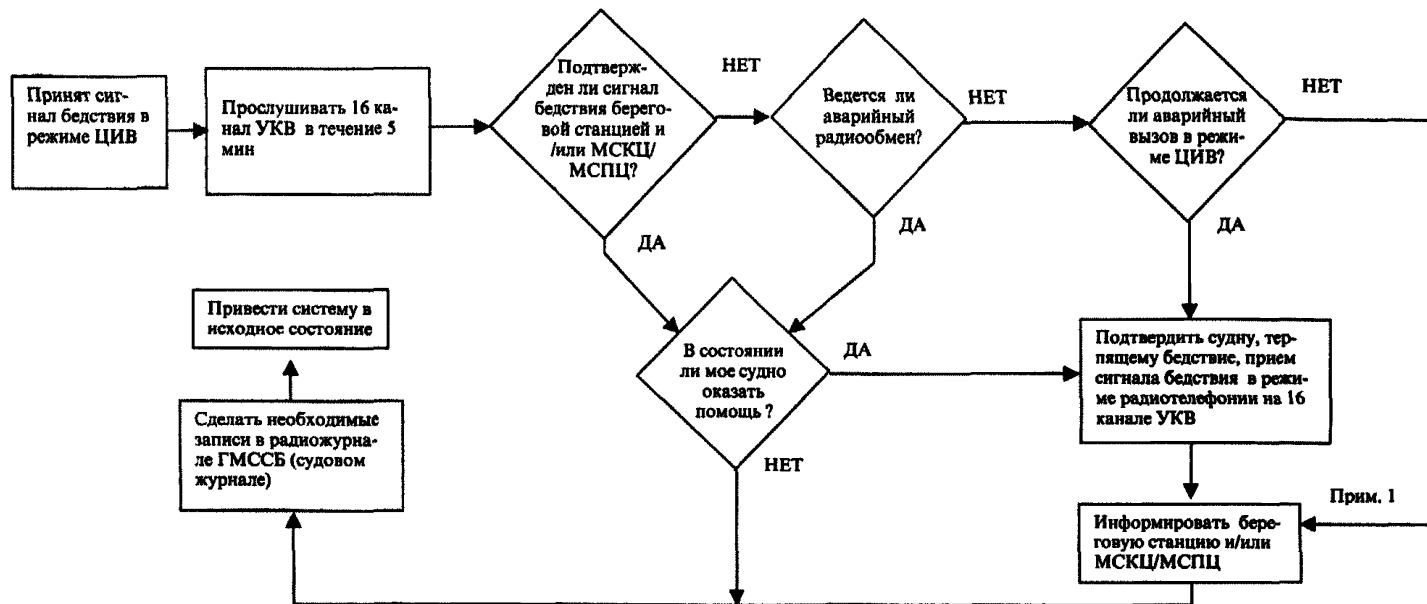 Принят сиг-
нал бедствия в
режиме ЦИВ
Прослушивать 16 ка-
нал УКВ в течение 5
мин
Подтверж-
ден ли сигнал
бедствия берего-
вой станцией и
/или МСКЦ/
МСПЦ?
НЕТ
Ведется ли
аварийный
радиообмен?
НЕТ
Продолжается
ли аварийный
вызов в режи-
ме ЦИВ?
НЕТ
ДА
ДА
ДА
Привести систему в
исходное состояние
В состоянии
ли мое судно
оказать
помощь ?
ДА
Подтвердить судну, тер-
пящему бедствие, прием
сигнала бедствия в режи-
ме радиотелефонии на 16
канале УКВ
Сделать необходимые
записи в радиожурна-
ле ГМССБ (судовом
журнале)
НЕТ
Прим. 1
Информировать бере-
говую станцию и/или
МСКЦ/МСПЦ